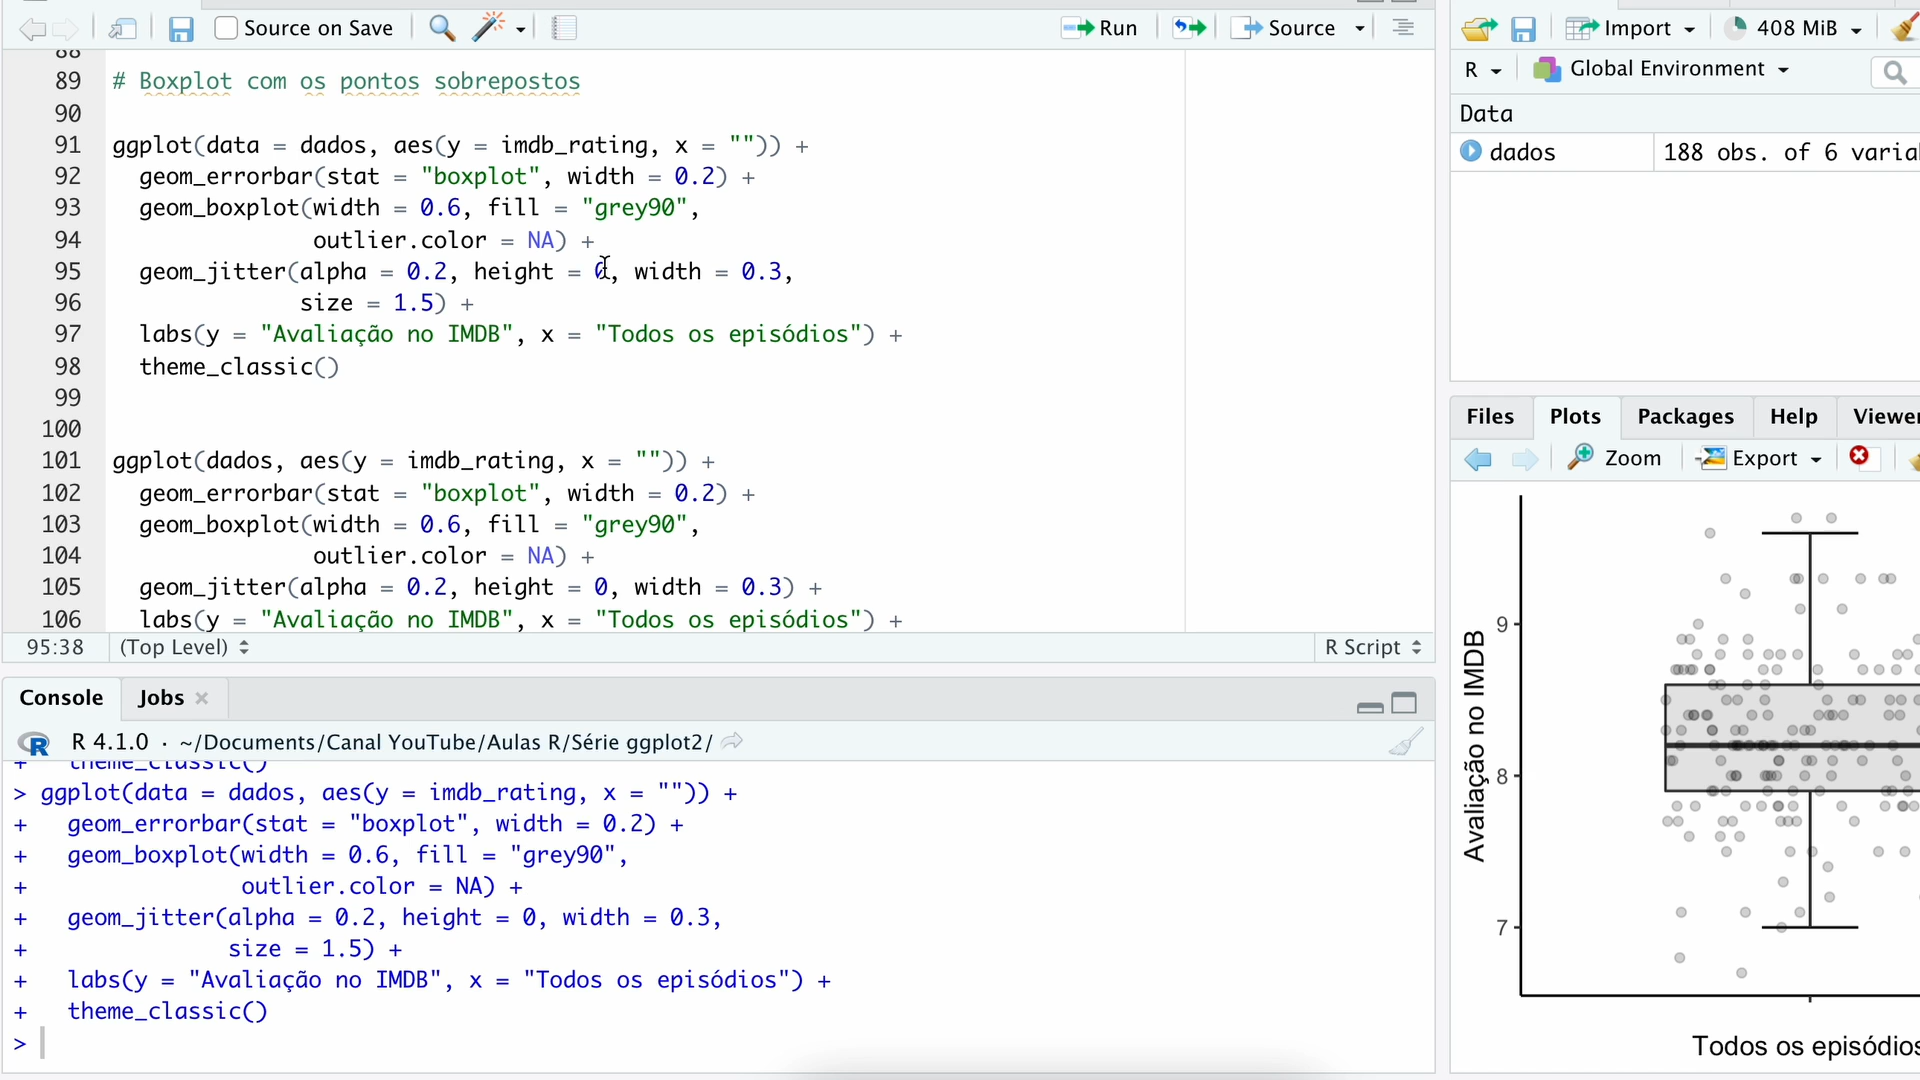 Source on Save
Run
Source
88
89 # Boxplot com os pontos sobrepostos
90
91 ggplot(data = dados, aes(y = imdb_rating, x = "")) +
92 geom_errorbar(stat = "boxplot", width = 0.2) +
93 geom_boxplot(width = 0.6, fill = "grey90",
94 outlier.color = NA) +
95 geom_jitter(alpha = 0.2, height = 0, width = 0.3,
96 size = 1.5) +
97 labs(y = "Avaliação no IMDB", x = "Todos os episódios") +
98 theme_classic()
99
100
101 ggplot(dados, aes(y = imdb_rating, x = "")) +
102 geom_errorbar(stat = "boxplot", width = 0.2) +
103 geom_boxplot(width = 0.6, fill = "grey90",
104 outlier.color = NA) +
105 geom_jitter(alpha = 0.2, height = 0, width = 0.3) +
106 labs(y = "Avaliação no IMDB", x = "Todos os episódios") +
95:38 (Top Level) R Script
Console Jobs
R 4.1.0 · ~/Documents/Canal YouTube/Aulas R/Série ggplot2/
+ theme_classic()
> ggplot(data = dados, aes(y = imdb_rating, x = "")) +
+ geom_errorbar(stat = "boxplot", width = 0.2) +
+ geom_boxplot(width = 0.6, fill = "grey90",
+ outlier.color = NA) +
+ geom_jitter(alpha = 0.2, height = 0, width = 0.3,
+ size = 1.5) +
+ labs(y = "Avaliação no IMDB", x = "Todos os episódios") +
+ theme_classic()
>
Import 408 MiB
R Global Environment
Data
dados 188 obs. of 6 varia
Files Plots Packages Help Viewer
Zoom Export
Avaliação no IMDB
9
8
7
Todos os episódios